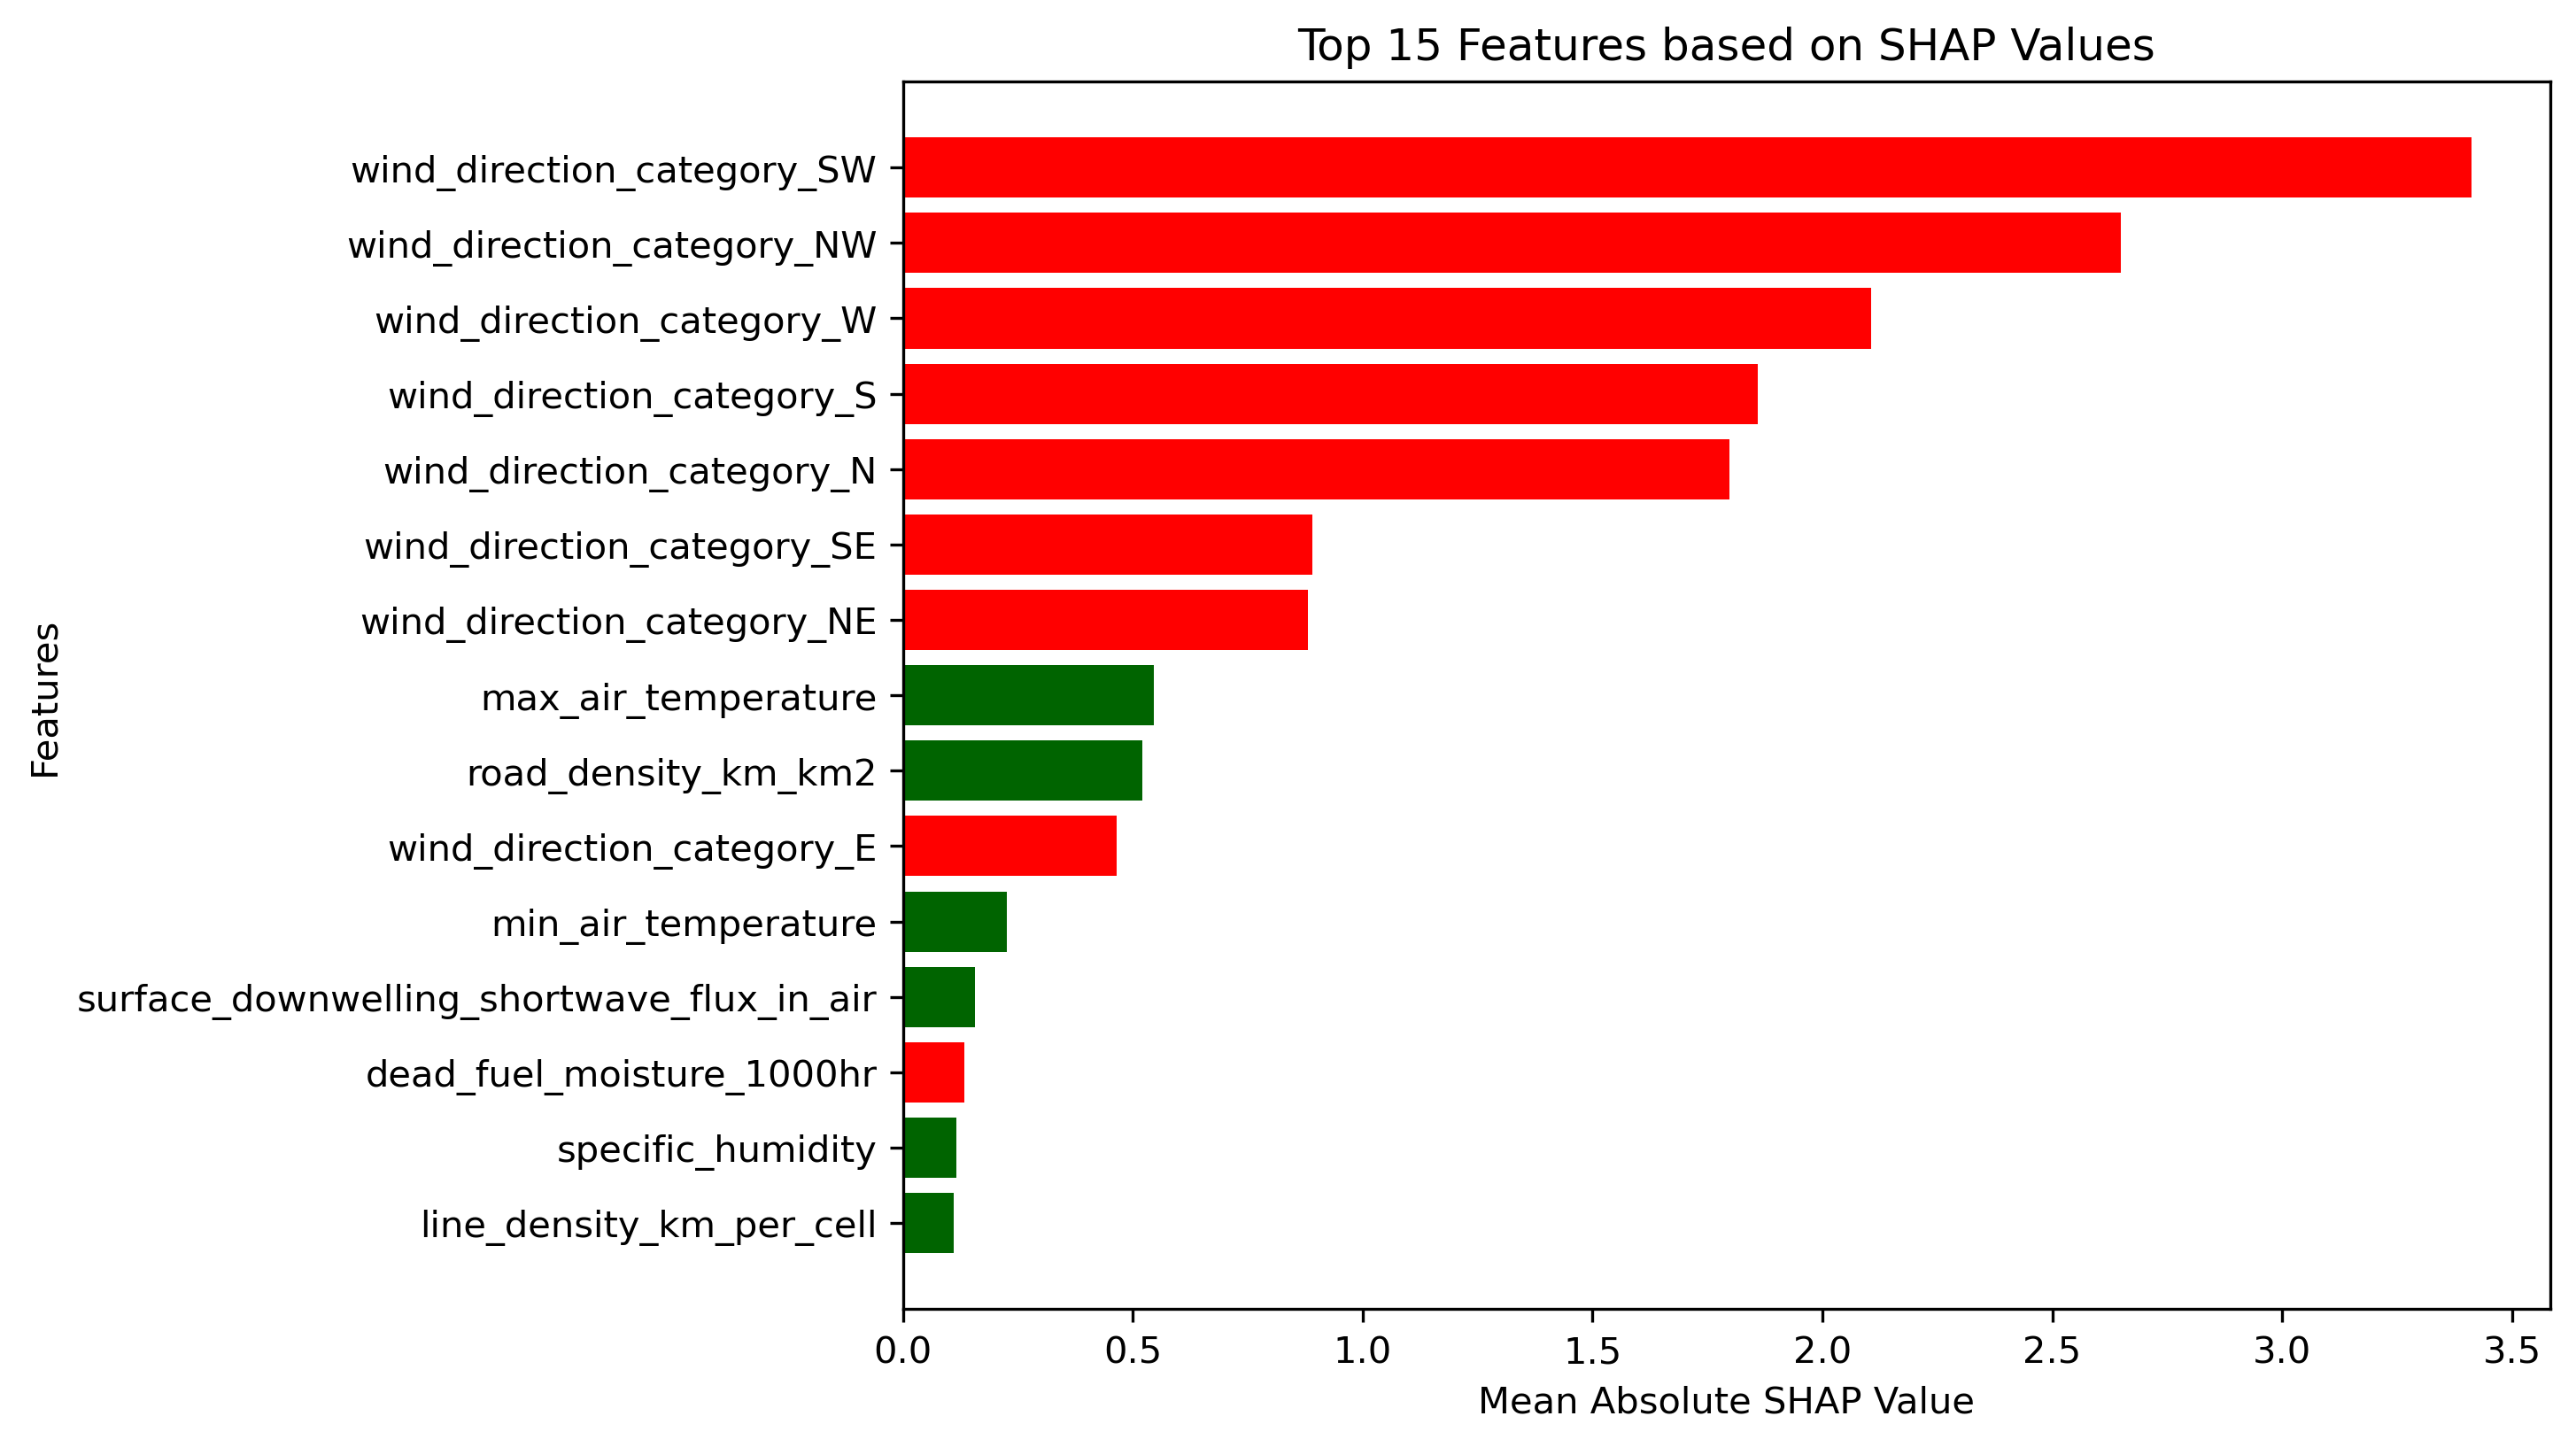 Top 15 Features based on SHAP Values
wind_direction_category_SW
wind_direction_category_NW
wind_direction_category_W
wind_direction_category_S
wind_direction_category_N
wind_direction_category_SE
wind_direction_category_NE
max_air_temperature
road_density_km_km2
wind_direction_category_E
min_air_temperature
surface_downwelling_shortwave_flux_in_air
dead_fuel_moisture_1000hr
specific_humidity
line_density_km_per_cell
Features
0.0 0.5 1.0 1.5 2.0 2.5 3.0 3.5
Mean Absolute SHAP Value